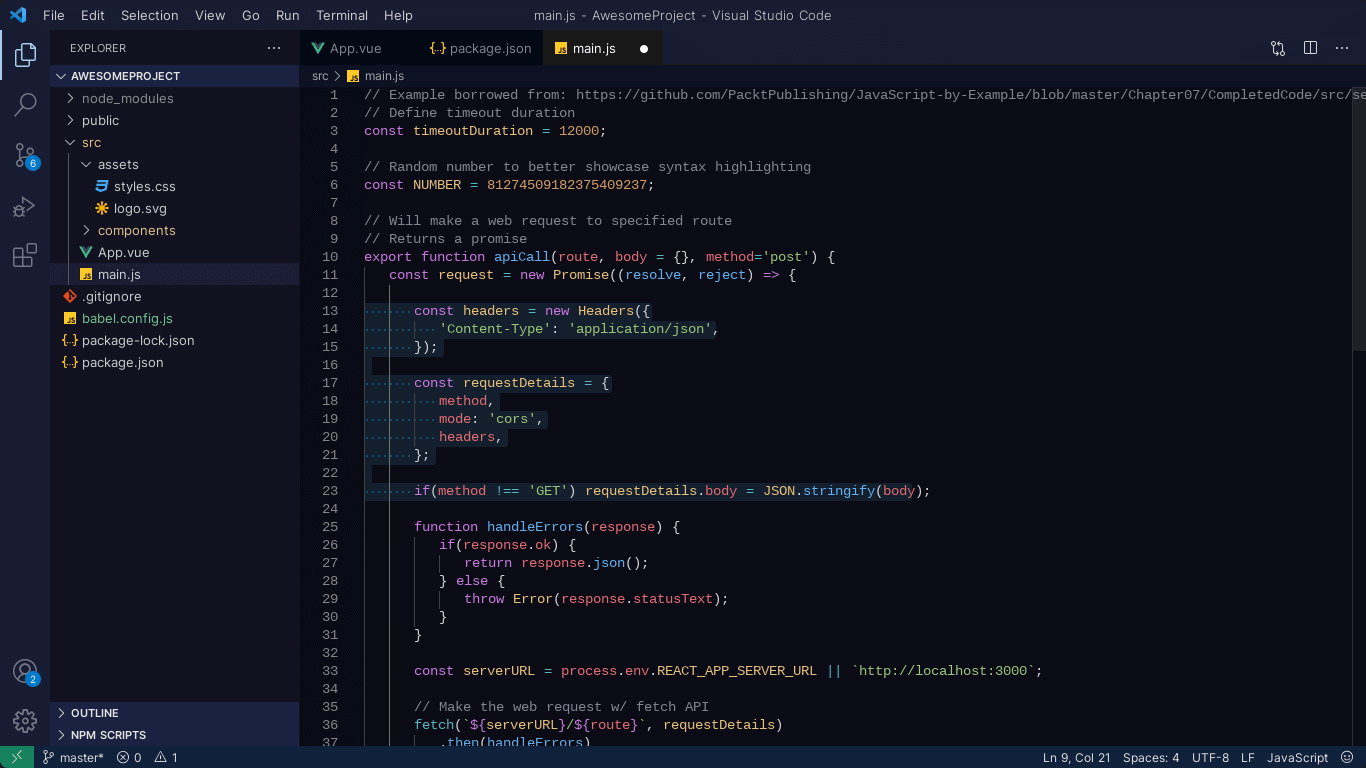 File Edit Selection View Go Run Terminal Help main.js - AwesomeProject - Visual Studio Code
EXPLORER
AWESOMEPROJECT
node_modules
public
src
assets
styles.css
logo.svg
components
App.vue
main.js
.gitignore
babel.config.js
package-lock.json
package.json
OUTLINE
NPM SCRIPTS
6
2
App.vue package.json main.js
src main.js
1 // Example borrowed from: https://github.com/PacktPublishing/JavaScript-by-Example/blob/master/Chapter07/CompletedCode/src/se
2 // Define timeout duration
3 const timeoutDuration = 12000;
4
5 // Random number to better showcase syntax highlighting
6 const NUMBER = 81274509182375409237;
7
8 // Will make a web request to specified route
9 // Returns a promise
10 export function apiCall(route, body = {}, method='post') {
11 const request = new Promise((resolve, reject) => {
12
13 const headers = new Headers({
14 'Content-Type': 'application/json',
15 });
16
17 const requestDetails = {
18 method,
19 mode: 'cors',
20 headers,
21 };
22
23 if(method !== 'GET') requestDetails.body = JSON.stringify(body);
24
25 function handleErrors(response) {
26 if(response.ok) {
27 return response.json();
28 } else {
29 throw Error(response.statusText);
30 }
31 }
32
33 const serverURL = process.env.REACT_APP_SERVER_URL || `http://localhost:3000`;
34
35 // Make the web request w/ fetch API
36 fetch(`${serverURL}/${route}`, requestDetails)
37 .then(handleErrors)
master* 0 1 Ln 9, Col 21 Spaces: 4 UTF-8 LF JavaScript